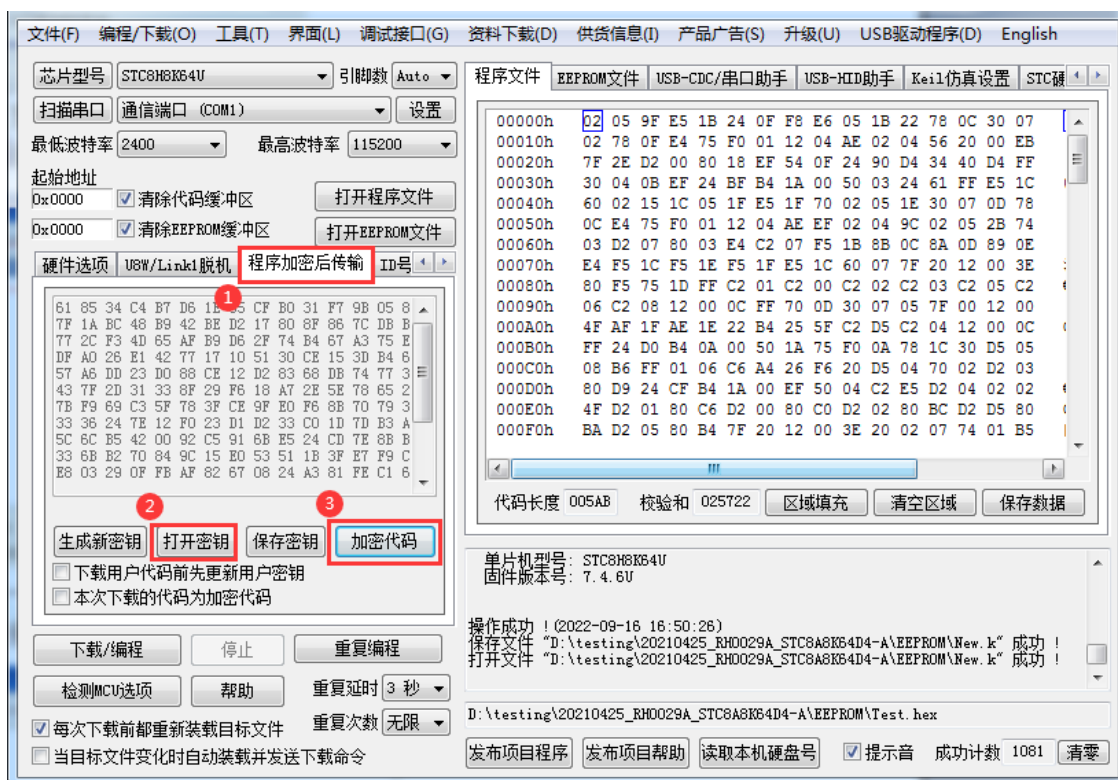 文件(F) 编程/下载(O) 工具(T) 界面(L) 调试接口(G) 资料下载(D) 供货信息(I) 产品广告(S) 升级(U) USB驱动程序(D) English
芯片型号 STC8H8K64U 引脚数 Auto
扫描串口 通信端口 (COM1) 设置
最低波特率 2400 最高波特率 115200
起始地址
0x0000 清除代码缓冲区 打开程序文件
0x0000 清除EEPROM缓冲区 打开EEPROM文件
硬件选项 U8W/Link1脱机 程序加密后传输 ID号
1
61 85 34 C4 B7 D6 CF B0 31 F7 9B 05 8
7F 1A BC 48 B9 42 BE D2 17 80 8F 86 7C DB B
77 2C F3 4D 65 AF B9 D6 2F 74 B4 67 A3 75 E
DF A0 26 E1 42 77 17 10 51 30 CE 15 3D B4 6
57 A6 DD 23 D0 88 CE 12 D2 83 68 DB 74 77 3
43 7F 2D 31 33 8F 29 F6 18 A7 2E 5E 78 65 2
7B F9 69 C3 5F 78 3F CE 9F E0 F6 8B 70 79 3
33 36 24 7E 12 F0 23 D1 D2 33 C0 1D 7D B3 A
5C 6C B5 42 00 92 C5 91 6B E5 24 CD 7E 8B B
33 6B B2 70 84 9C 15 E0 53 51 1B 3F E7 F9 C
E8 03 29 0F FB AF 82 67 08 24 A3 81 FE C1 6
2 3
生成新密钥 打开密钥 保存密钥 加密代码
下载用户代码前先更新用户密钥
本次下载的代码为加密代码
下载/编程 停止 重复编程
检测MCU选项 帮助 重复延时 3 秒
每次下载前都重新装载目标文件 重复次数 无限
当目标文件变化时自动装载并发送下载命令
程序文件 EEPROM文件 USB-CDC/串口助手 USB-HID助手 Keil仿真设置 STC硬
00000h 02 05 9F E5 1B 24 0F F8 E6 05 1B 22 78 0C 30 07
00010h 02 78 0F E4 75 F0 01 12 04 AE 02 04 56 20 00 EB
00020h 7F 2E D2 00 80 18 EF 54 0F 24 90 D4 34 40 D4 FF
00030h 30 04 0B EF 24 BF B4 1A 00 50 03 24 61 FF E5 1C
00040h 60 02 15 1C 05 1F E5 1F 70 02 05 1E 30 07 0D 78
00050h 0C E4 75 F0 01 12 04 AE EF 02 04 9C 02 05 2B 74
00060h 03 D2 07 80 03 E4 C2 07 F5 1B 8B 0C 8A 0D 89 0E
00070h E4 F5 1C F5 1E F5 1F E5 1C 60 07 7F 20 12 00 3E
00080h 80 F5 75 1D FF C2 01 C2 00 C2 02 C2 03 C2 05 C2
00090h 06 C2 08 12 00 0C FF 70 0D 30 07 05 7F 00 12 00
000A0h 4F AF 1F AE 1E 22 B4 25 5F C2 D5 C2 04 12 00 0C
000B0h FF 24 D0 B4 0A 00 50 1A 75 F0 0A 78 1C 30 D5 05
000C0h 08 B6 FF 01 06 C6 A4 26 F6 20 D5 04 70 02 D2 03
000D0h 80 D9 24 CF B4 1A 00 EF 50 04 C2 E5 D2 04 02 02
000E0h 4F D2 01 80 C6 D2 00 80 C0 D2 02 80 BC D2 D5 80
000F0h BA D2 05 80 B4 7F 20 12 00 3E 20 02 07 74 01 B5
代码长度 005AB 校验和 025722 区域填充 清空区域 保存数据
单片机型号: STC8H8K64U
固件版本号: 7.4.6U
操作成功 !(2022-09-16 16:50:26)
保存文件 "D:\testing\20210425_RH0029A_STC8A8K64D4-A\EEPROM\New.k" 成功 !
打开文件 "D:\testing\20210425_RH0029A_STC8A8K64D4-A\EEPROM\New.k" 成功 !
D:\testing\20210425_RH0029A_STC8A8K64D4-A\EEPROM\Test.hex
发布项目程序 发布项目帮助 读取本机硬盘号 提示音 成功计数 1081 清零